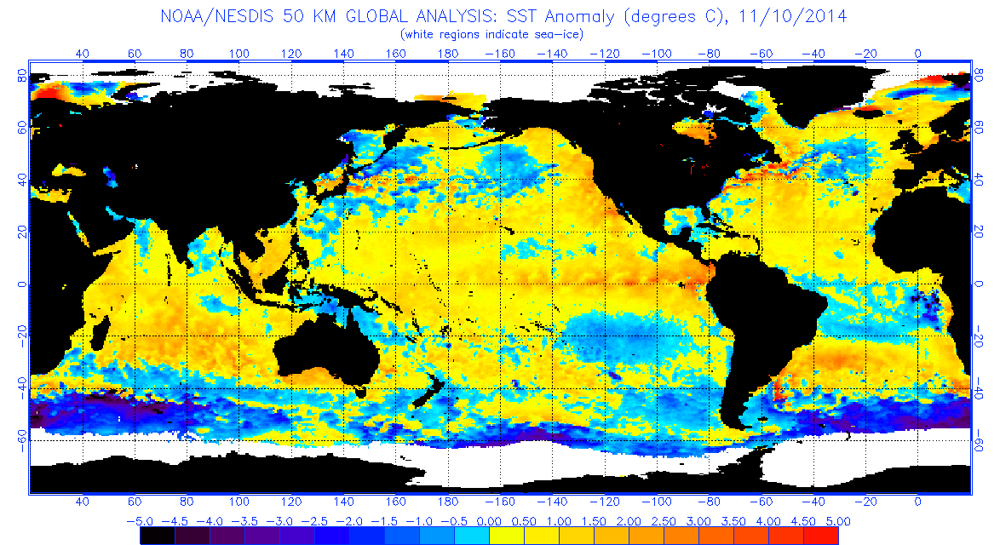 NOAA/NESDIS 50 KM GLOBAL ANALYSIS: SST Anomaly (degrees C), 11/10/2014
(white regions indicate sea-ice)
40 60 80 100 120 140 160 180 -160 -140 -120 -100 -80 -60 -40 -20 0
80 80
60 60
40 40
20 20
0 0
-20 -20
-40 -40
-60 -60
40 60 80 100 120 140 160 180 -160 -140 -120 -100 -80 -60 -40 -20 0
-5.0 -4.5 -4.0 -3.5 -3.0 -2.5 -2.0 -1.5 -1.0 -0.5 0.00 0.50 1.00 1.50 2.00 2.50 3.00 3.50 4.00 4.50 5.00